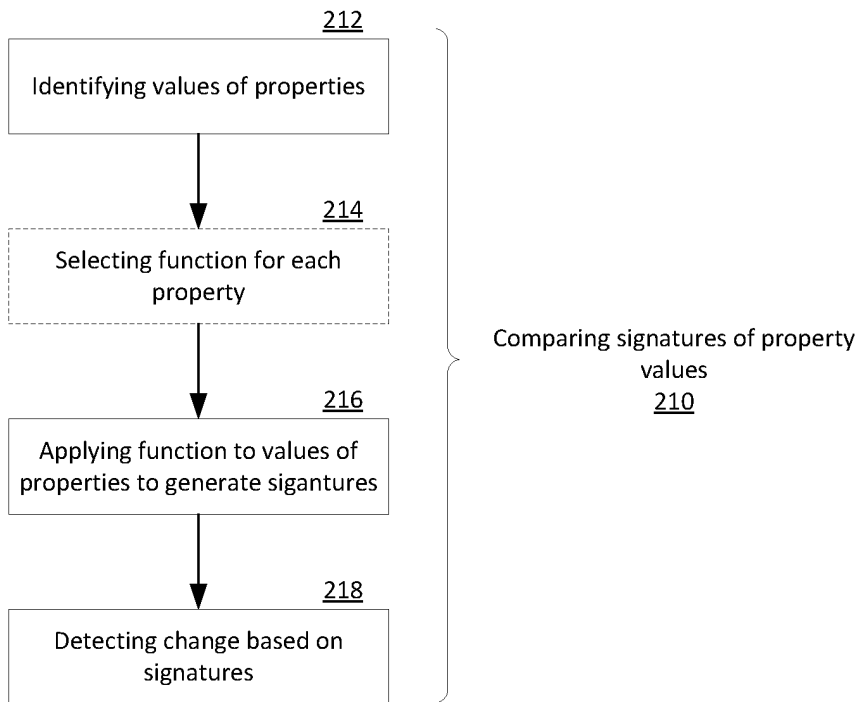 212
Identifying values of properties
214
Selecting function for each
property
216
Applying function to values of
properties to generate sigantures
218
Detecting change based on
signatures
Comparing signatures of property
values
210